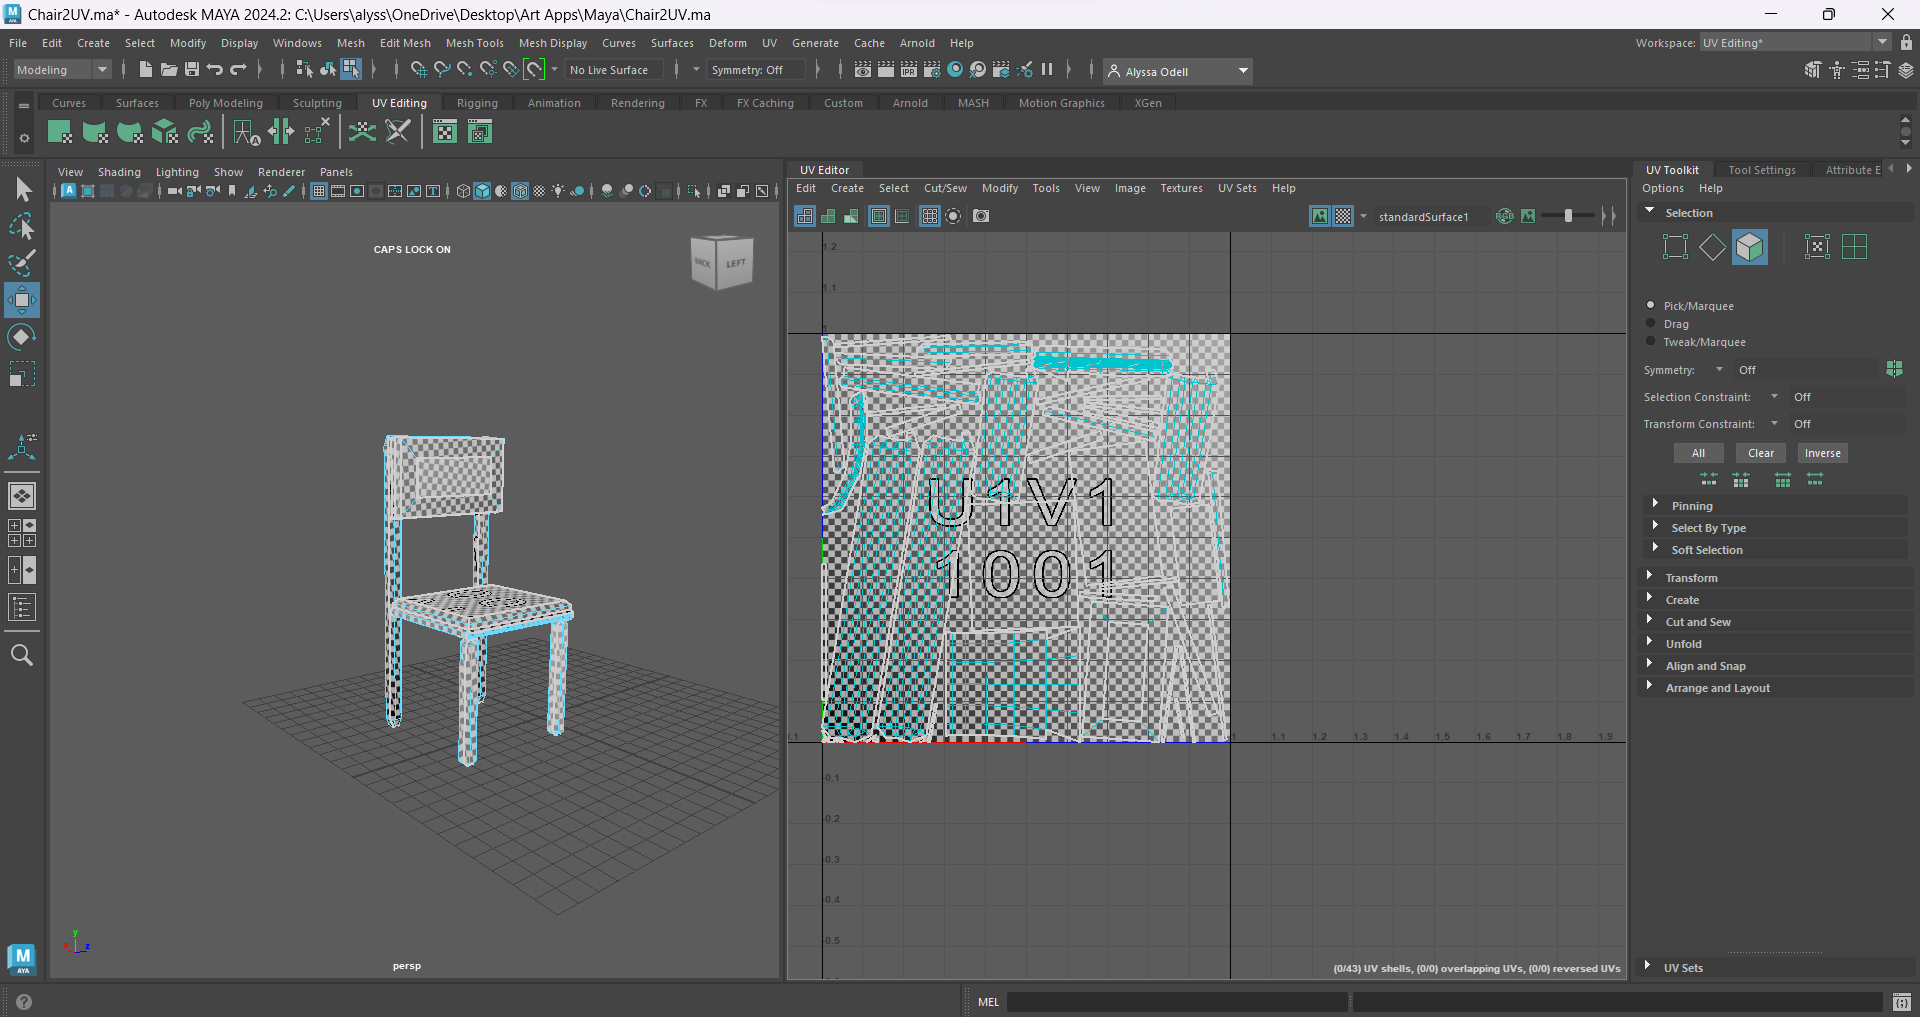 Chair2UV.ma* - Autodesk MAYA 2024.2: C:\Users\alyss\OneDrive\Desktop\Art Apps\Maya\Chair2UV.ma
File Edit Create Select Modify Display Windows Mesh Edit Mesh Mesh Tools Mesh Display Curves Surfaces Deform UV Generate Cache Arnold Help
Workspace: UV Editing*
Modeling
No Live Surface
Symmetry: Off
IPR
Alyssa Odell
Curves Surfaces Poly Modeling Sculpting UV Editing Rigging Animation Rendering FX FX Caching Custom Arnold MASH Motion Graphics XGen
View Shading Lighting Show Renderer Panels
CAPS LOCK ON
BACK LEFT
persp
y
x z
UV Editor
Edit Create Select Cut/Sew Modify Tools View Image Textures UV Sets Help
standardSurface1
RGB
1.2
1.1
1
U1V1
1001
1 1.1 1.2 1.3 1.4 1.5 1.6 1.7 1.8 1.9
-0.1
-0.2
-0.3
-0.4
-0.5
(0/43) UV shells, (0/0) overlapping UVs, (0/0) reversed UVs
UV Toolkit Tool Settings Attribute E
Options Help
Selection
Pick/Marquee
Drag
Tweak/Marquee
Symmetry: Off
Selection Constraint: Off
Transform Constraint: Off
All Clear Inverse
Pinning
Select By Type
Soft Selection
Transform
Create
Cut and Sew
Unfold
Align and Snap
Arrange and Layout
UV Sets
M
AYA
MEL